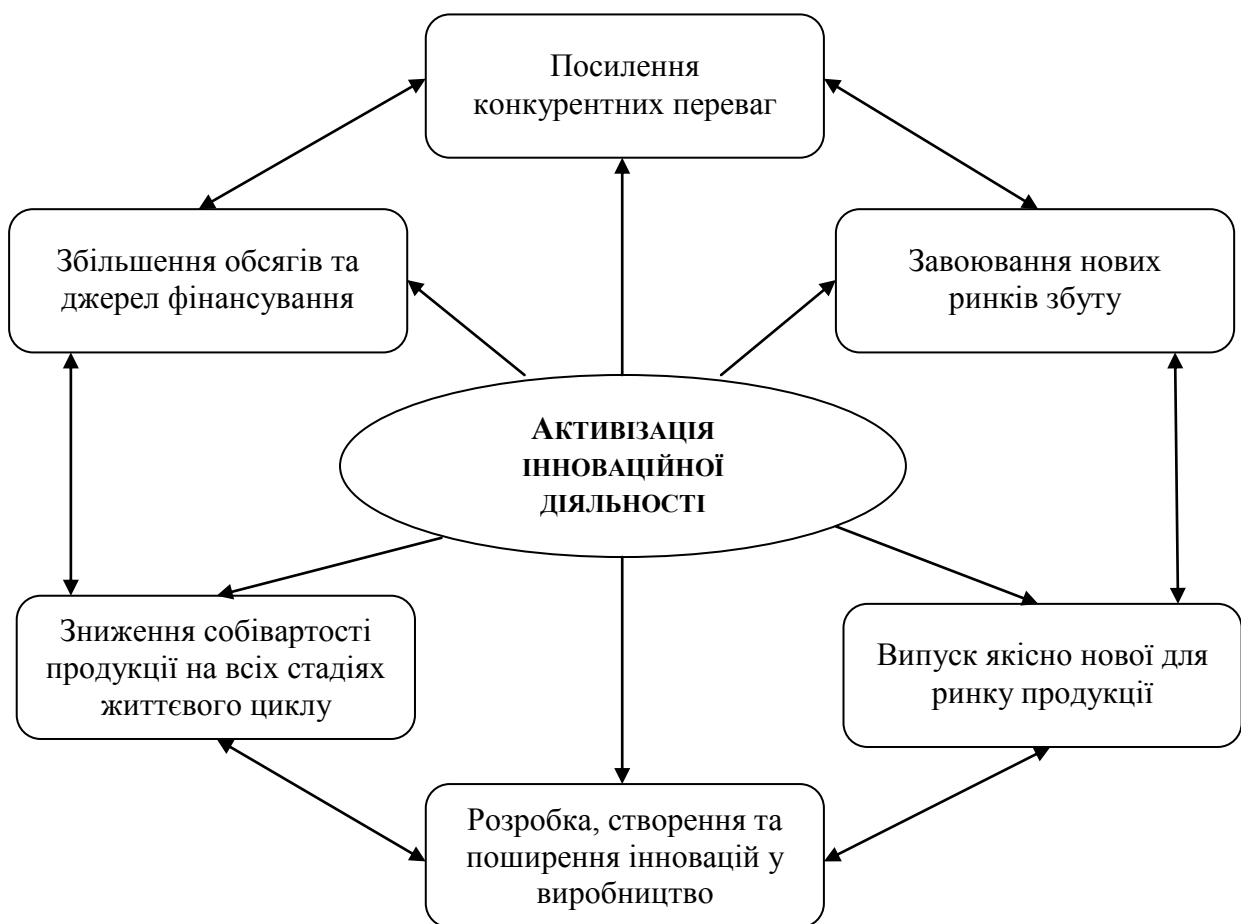 Посилення
конкурентних переваг
Збільшення обсягів та
джерел фінансування
Завоювання нових
ринків збуту
АКТИВІЗАЦІЯ
ІННОВАЦІЙНОЇ
ДІЯЛЬНОСТІ
Зниження собівартості
продукції на всіх стадіях
життєвого циклу
Випуск якісно нової для
ринку продукції
Розробка, створення та
поширення інновацій у
виробництво